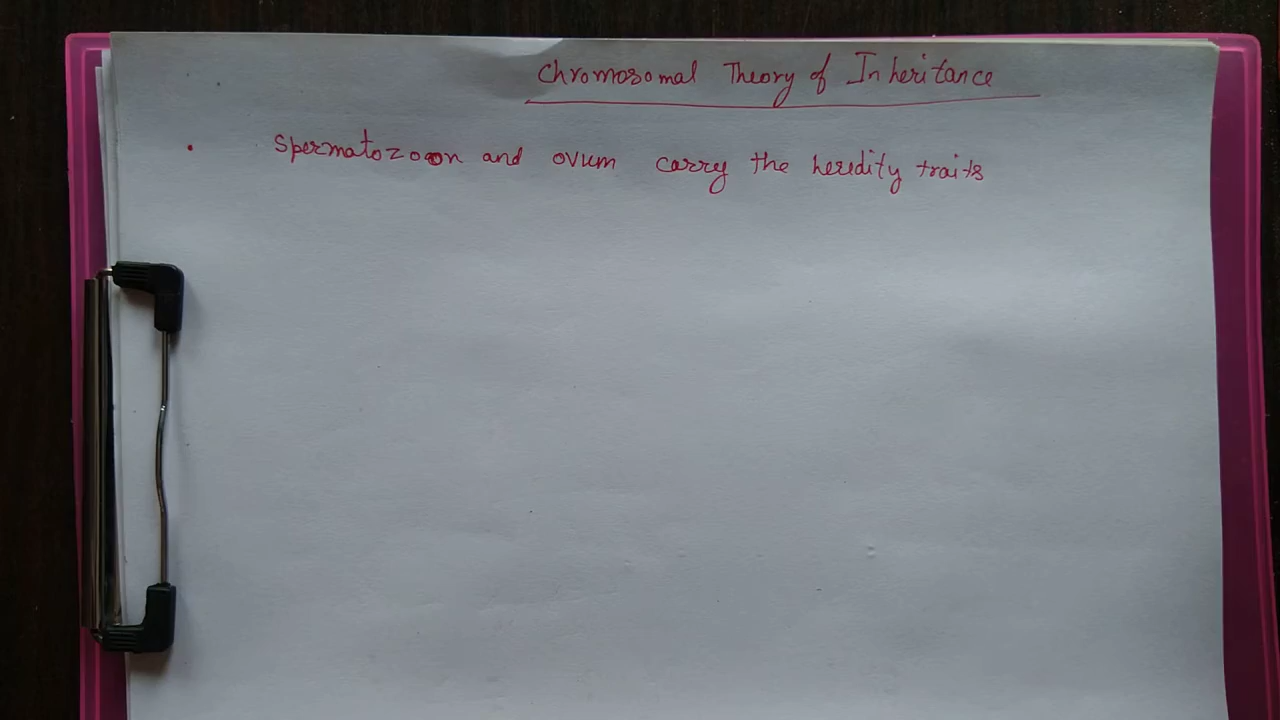 Chromosomal Theory of Inheritance
• Spermatozoon and ovum carry the heredity traits